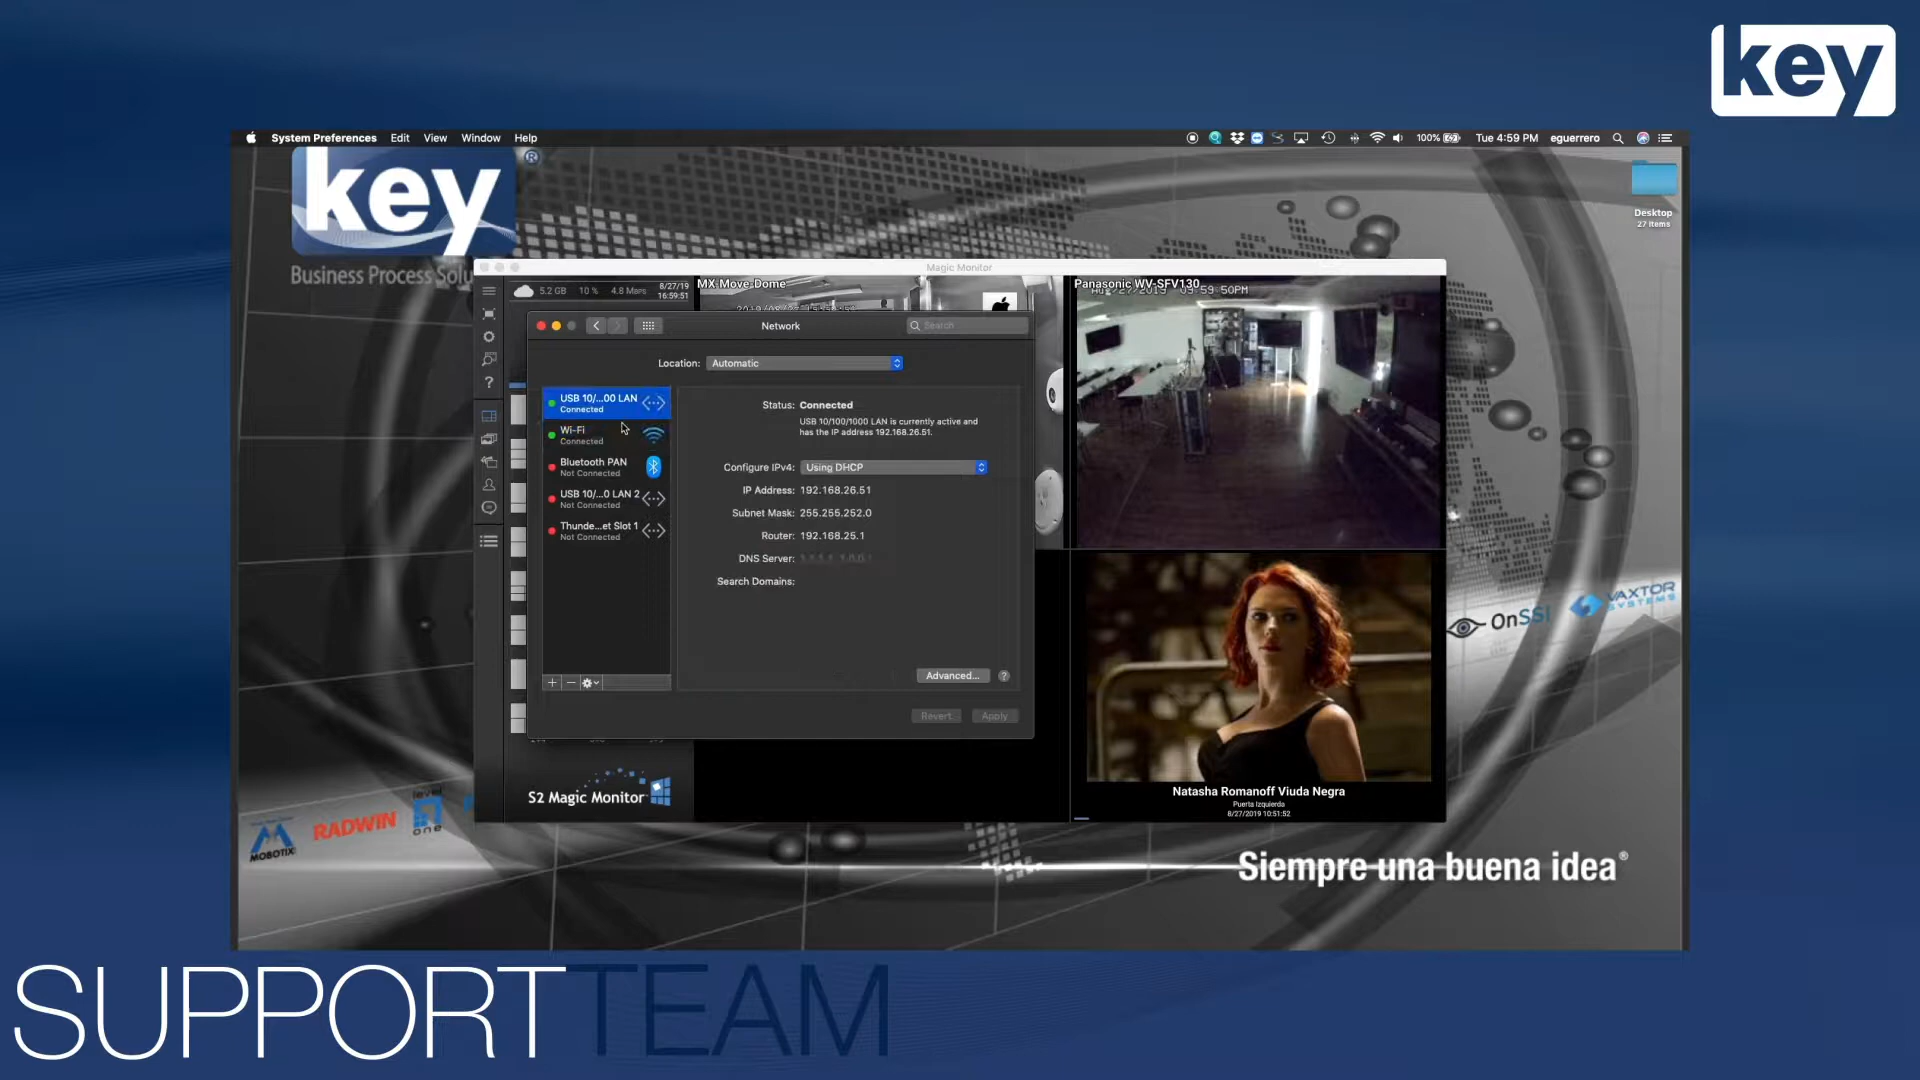 key
System Preferences Edit View Window Help
100% Tue 4:59 PM eguerrero
key ®
Business Process Solu
Desktop
27 items
Magic Monitor
5.2 GB 10 % 4.8 Mbps 8/27/19
16:59:51
MX-Move-Dome
Panasonic WV-SFV130
Network
Search
Location: Automatic
USB 10/...00 LAN
Connected
Wi-Fi
Connected
Bluetooth PAN
Not Connected
USB 10/...0 LAN 2
Not Connected
Thunde...et Slot 1
Not Connected
Status: Connected
USB 10/100/1000 LAN is currently active and
has the IP address 192.168.26.51.
Configure IPv4: Using DHCP
IP Address: 192.168.26.51
Subnet Mask: 255.255.252.0
Router: 192.168.25.1
DNS Server:
Search Domains:
Advanced... ?
Revert Apply
S2 Magic Monitor
Natasha Romanoff Viuda Negra
Puerta Izquierda
8/27/2019 10:51:52
OnSSI
VAXTOR
SYSTEMS
MOBOTIX
RADWIN
level
one
Siempre una buena idea®
SUPPORTTEAM